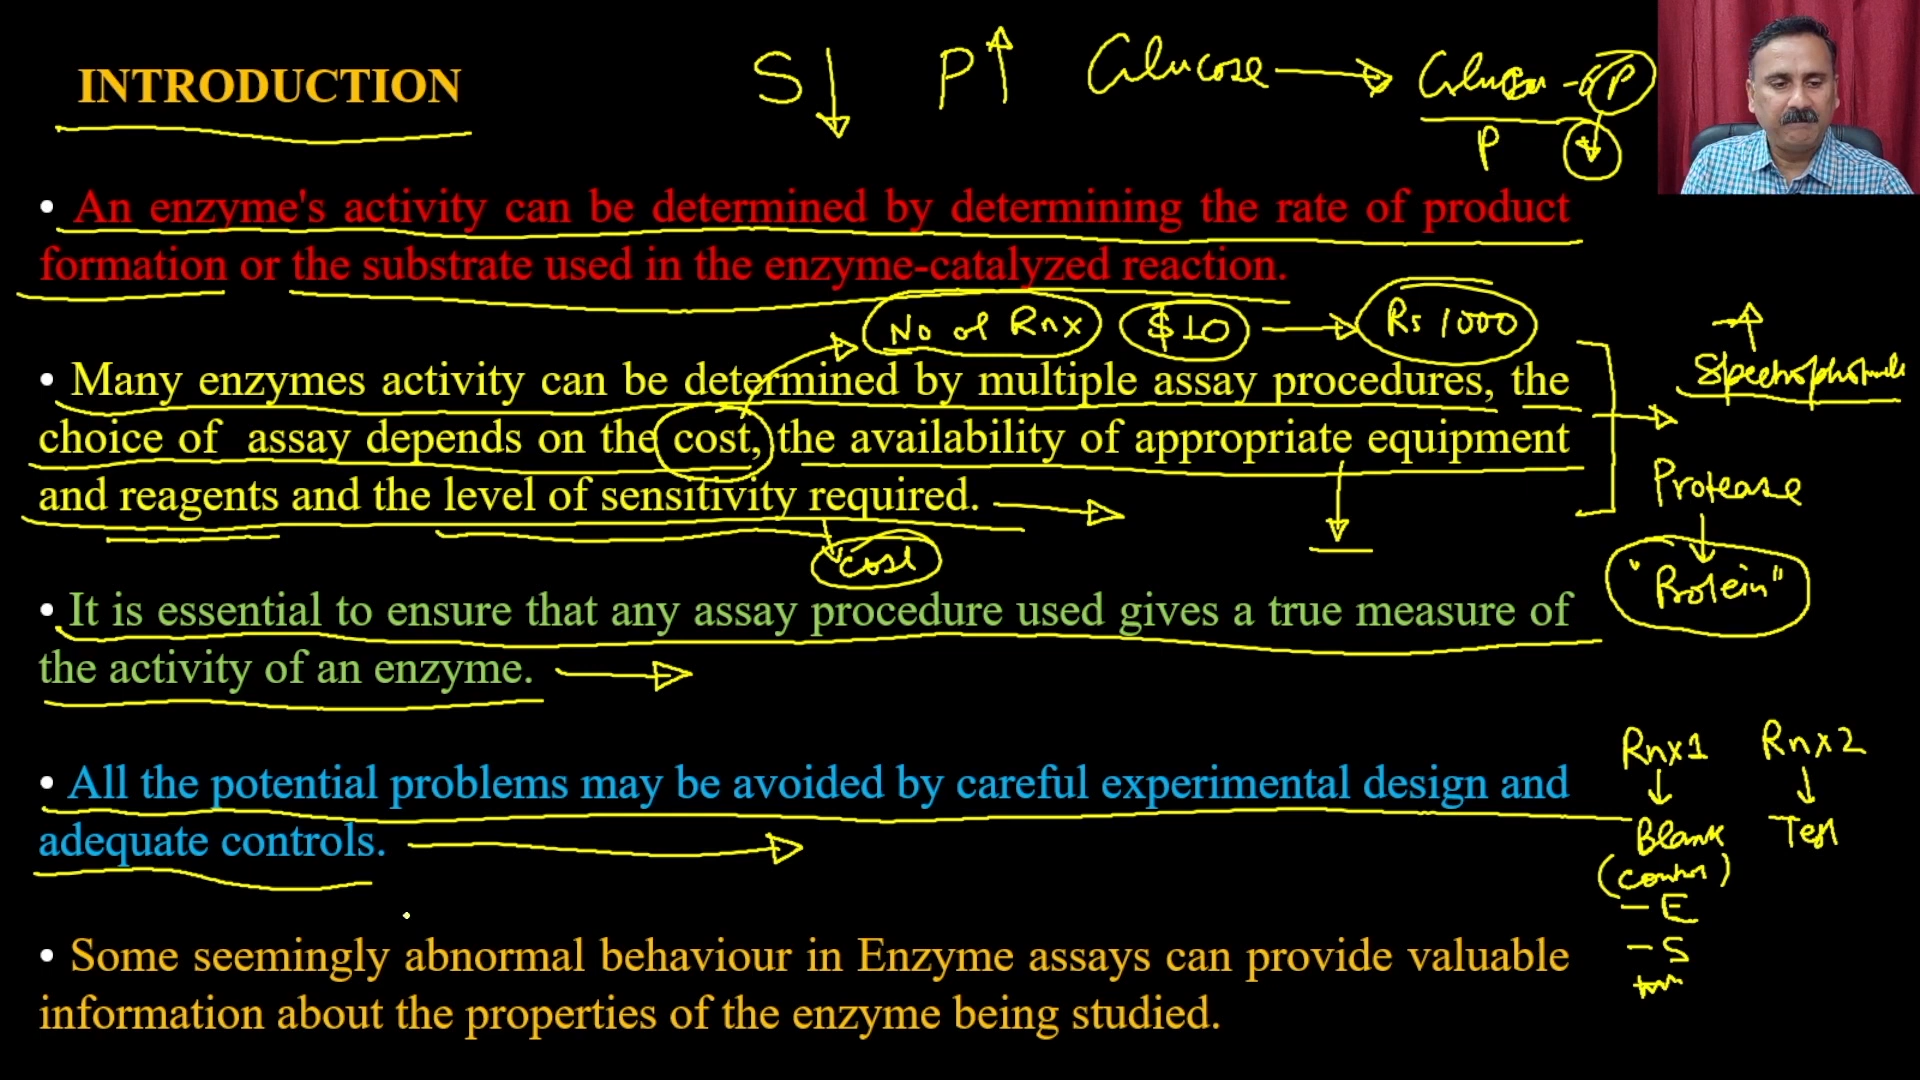 INTRODUCTION
S P Glucose
P
• An enzyme's activity can be determined by determining the rate of product
formation or the substrate used in the enzyme-catalyzed reaction.
No of Rnx $10 Rs 1000
• Many enzymes activity can be determined by multiple assay procedures, the
choice of assay depends on the cost, the availability of appropriate equipment
and reagents and the level of sensitivity required.
cost
Protease
"Protein"
• It is essential to ensure that any assay procedure used gives a true measure of
the activity of an enzyme.
Rnx1 Rnx2
• All the potential problems may be avoided by careful experimental design and
adequate controls.
Blank Test
(control)
- E
- S
• Some seemingly abnormal behaviour in Enzyme assays can provide valuable
information about the properties of the enzyme being studied.